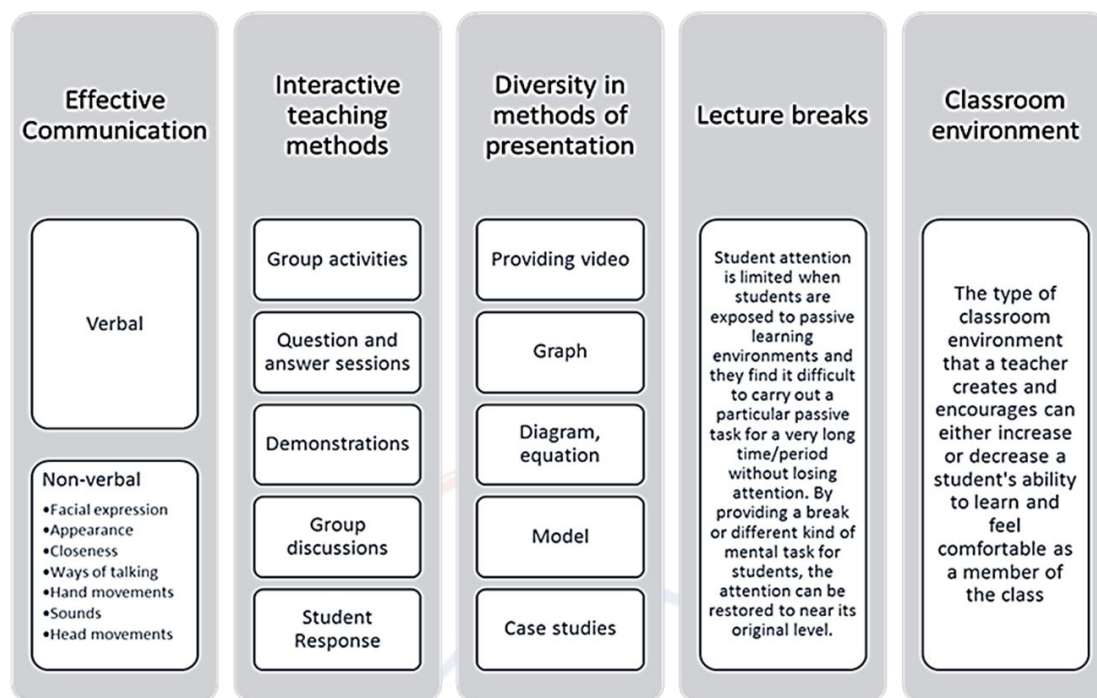 Effective
Communication
Verbal
Non-verbal
•Facial expression
•Appearance
•Closeness
•Ways of talking
•Hand movements
•Sounds
•Head movements
Interactive
teaching
methods
Group activities
Question and
answer sessions
Demonstrations
Group
discussions
Student
Response
Diversity in
methods of
presentation
Providing video
Graph
Diagram,
equation
Model
Case studies
Lecture breaks
Student attention
is limited when
students are
exposed to passive
learning
environments and
they find it difficult
to carry out a
particular passive
task for a very long
time/period
without losing
attention. By
providing a break
or different kind of
mental task for
students, the
attention can be
restored to near its
original level.
Classroom
environment
The type of
classroom
environment
that a teacher
creates and
encourages can
either increase
or decrease a
student's ability
to learn and
feel
comfortable as
a member of
the class